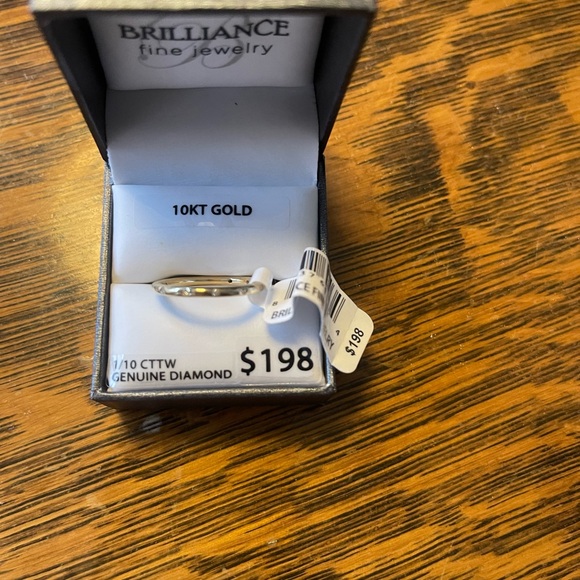 BRILLIANCE
fine jewelry
10KT GOLD
1/10 CTTW
GENUINE DIAMOND
$198
$198